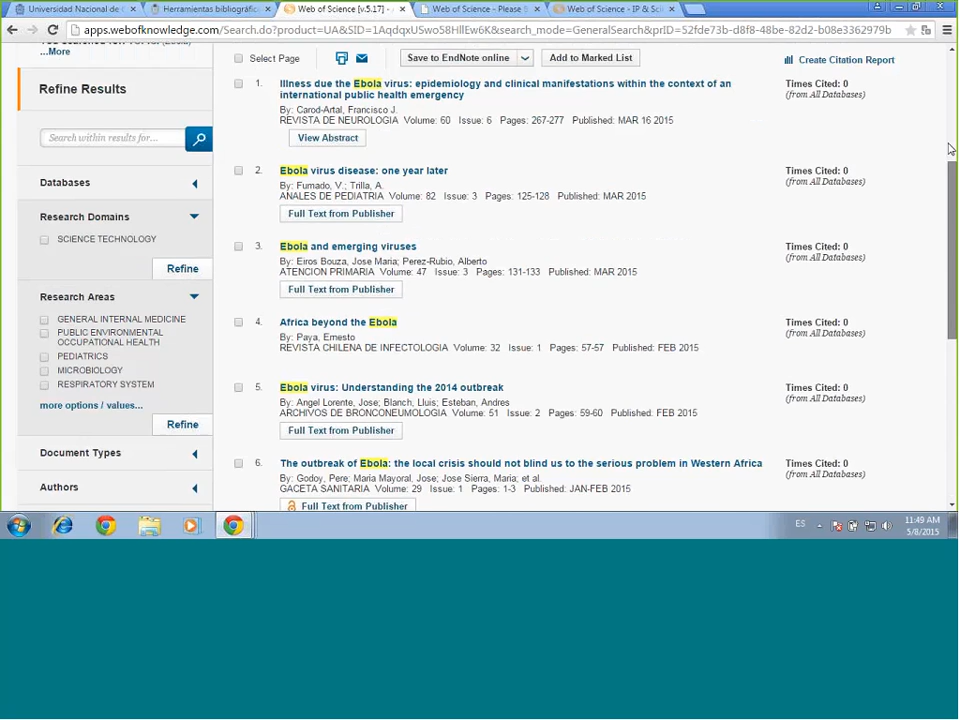 Universidad Nacional de C
Herramientas bibliográfic
Web of Science [v.5.17] -
Web of Science - Please S
Web of Science - IP & Sci
apps.webofknowledge.com/Search.do?product=UA&SID=1AqdqxUSwo58HllEw6K&search_mode=GeneralSearch&prID=52fde73b-d8f8-48be-82d2-b08e3362979b
...More
Select Page
Save to EndNote online
Add to Marked List
Create Citation Report
Refine Results
Search within results for...
Databases
Research Domains
SCIENCE TECHNOLOGY
Refine
Research Areas
GENERAL INTERNAL MEDICINE
PUBLIC ENVIRONMENTAL
OCCUPATIONAL HEALTH
PEDIATRICS
MICROBIOLOGY
RESPIRATORY SYSTEM
more options / values...
Refine
Document Types
Authors
1. Illness due the Ebola virus: epidemiology and clinical manifestations within the context of an
international public health emergency
By: Carod-Artal, Francisco J.
REVISTA DE NEUROLOGIA Volume: 60 Issue: 6 Pages: 267-277 Published: MAR 16 2015
View Abstract
Times Cited: 0
(from All Databases)
2. Ebola virus disease: one year later
By: Fumado, V.; Trilla, A.
ANALES DE PEDIATRIA Volume: 82 Issue: 3 Pages: 125-128 Published: MAR 2015
Full Text from Publisher
Times Cited: 0
(from All Databases)
3. Ebola and emerging viruses
By: Eiros Bouza, Jose Maria; Perez-Rubio, Alberto
ATENCION PRIMARIA Volume: 47 Issue: 3 Pages: 131-133 Published: MAR 2015
Full Text from Publisher
Times Cited: 0
(from All Databases)
4. Africa beyond the Ebola
By: Paya, Ernesto
REVISTA CHILENA DE INFECTOLOGIA Volume: 32 Issue: 1 Pages: 57-57 Published: FEB 2015
Times Cited: 0
(from All Databases)
5. Ebola virus: Understanding the 2014 outbreak
By: Angel Lorente, Jose; Blanch, Lluis; Esteban, Andres
ARCHIVOS DE BRONCONEUMOLOGIA Volume: 51 Issue: 2 Pages: 59-60 Published: FEB 2015
Full Text from Publisher
Times Cited: 0
(from All Databases)
6. The outbreak of Ebola: the local crisis should not blind us to the serious problem in Western Africa
By: Godoy, Pere; Maria Mayoral, Jose; Jose Sierra, Maria, et al.
GACETA SANITARIA Volume: 29 Issue: 1 Pages: 1-3 Published: JAN-FEB 2015
Full Text from Publisher
Times Cited: 0
(from All Databases)
ES
11:49 AM
5/8/2015